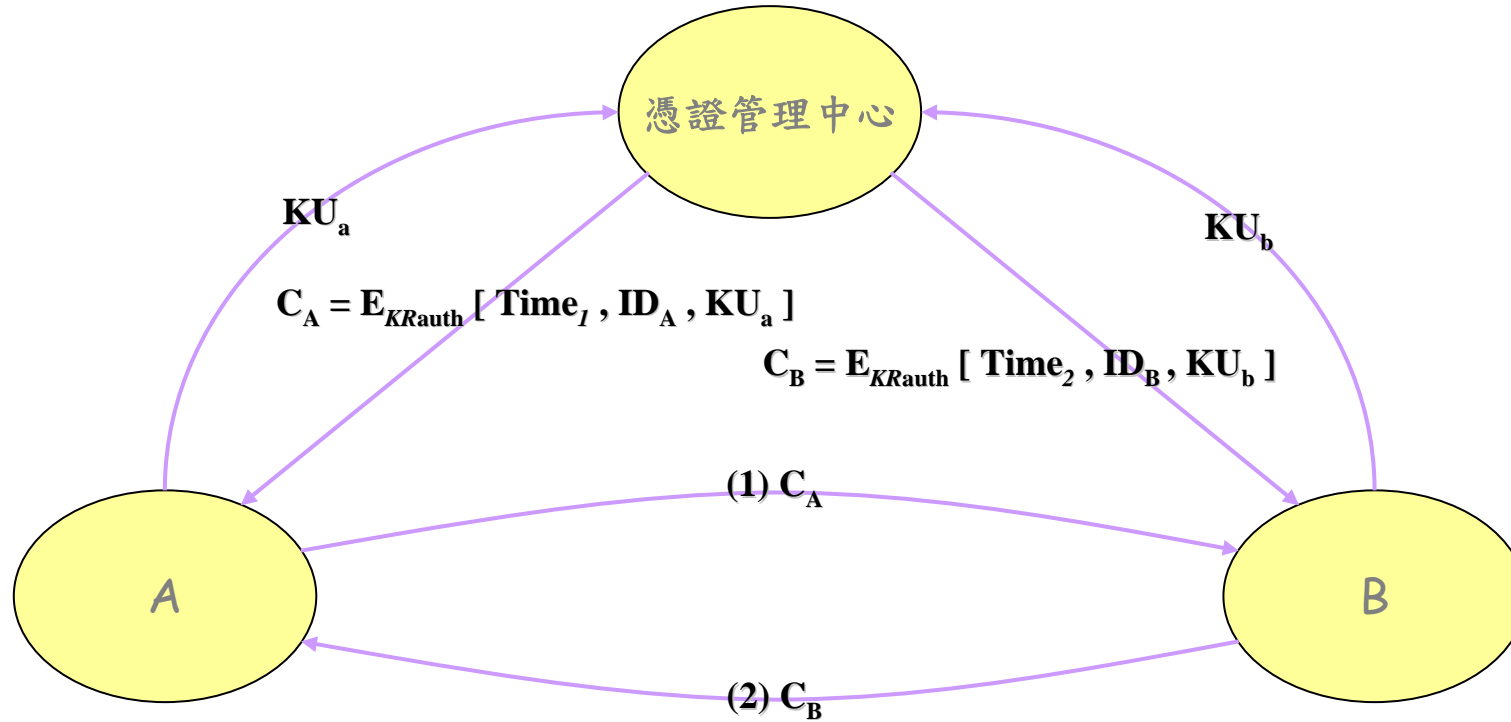 憑證管理中心
KUa
KUb
CA = EKRauth [ Time1 , IDA , KUa ]
CB = EKRauth [ Time2 , IDB , KUb ]
(1) CA
A
B
(2) CB